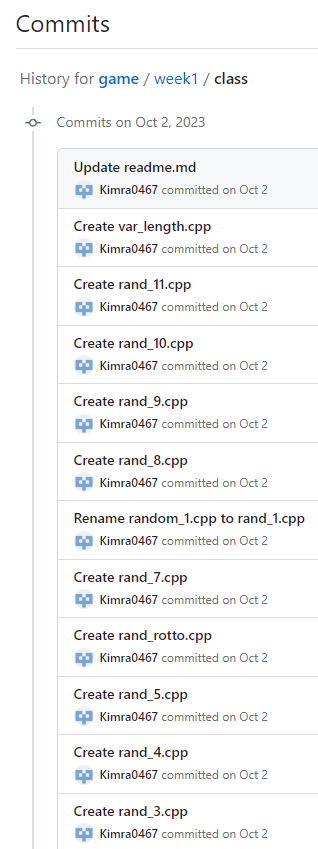 Commits
History for game / week1 / class
Commits on Oct 2, 2023
Update readme.md
Kimra0467 committed on Oct 2
Create var_length.cpp
Kimra0467 committed on Oct 2
Create rand_11.cpp
Kimra0467 committed on Oct 2
Create rand_10.cpp
Kimra0467 committed on Oct 2
Create rand_9.cpp
Kimra0467 committed on Oct 2
Create rand_8.cpp
Kimra0467 committed on Oct 2
Rename random_1.cpp to rand_1.cpp
Kimra0467 committed on Oct 2
Create rand_7.cpp
Kimra0467 committed on Oct 2
Create rand_rotto.cpp
Kimra0467 committed on Oct 2
Create rand_5.cpp
Kimra0467 committed on Oct 2
Create rand_4.cpp
Kimra0467 committed on Oct 2
Create rand_3.cpp
Kimra0467 committed on Oct 2